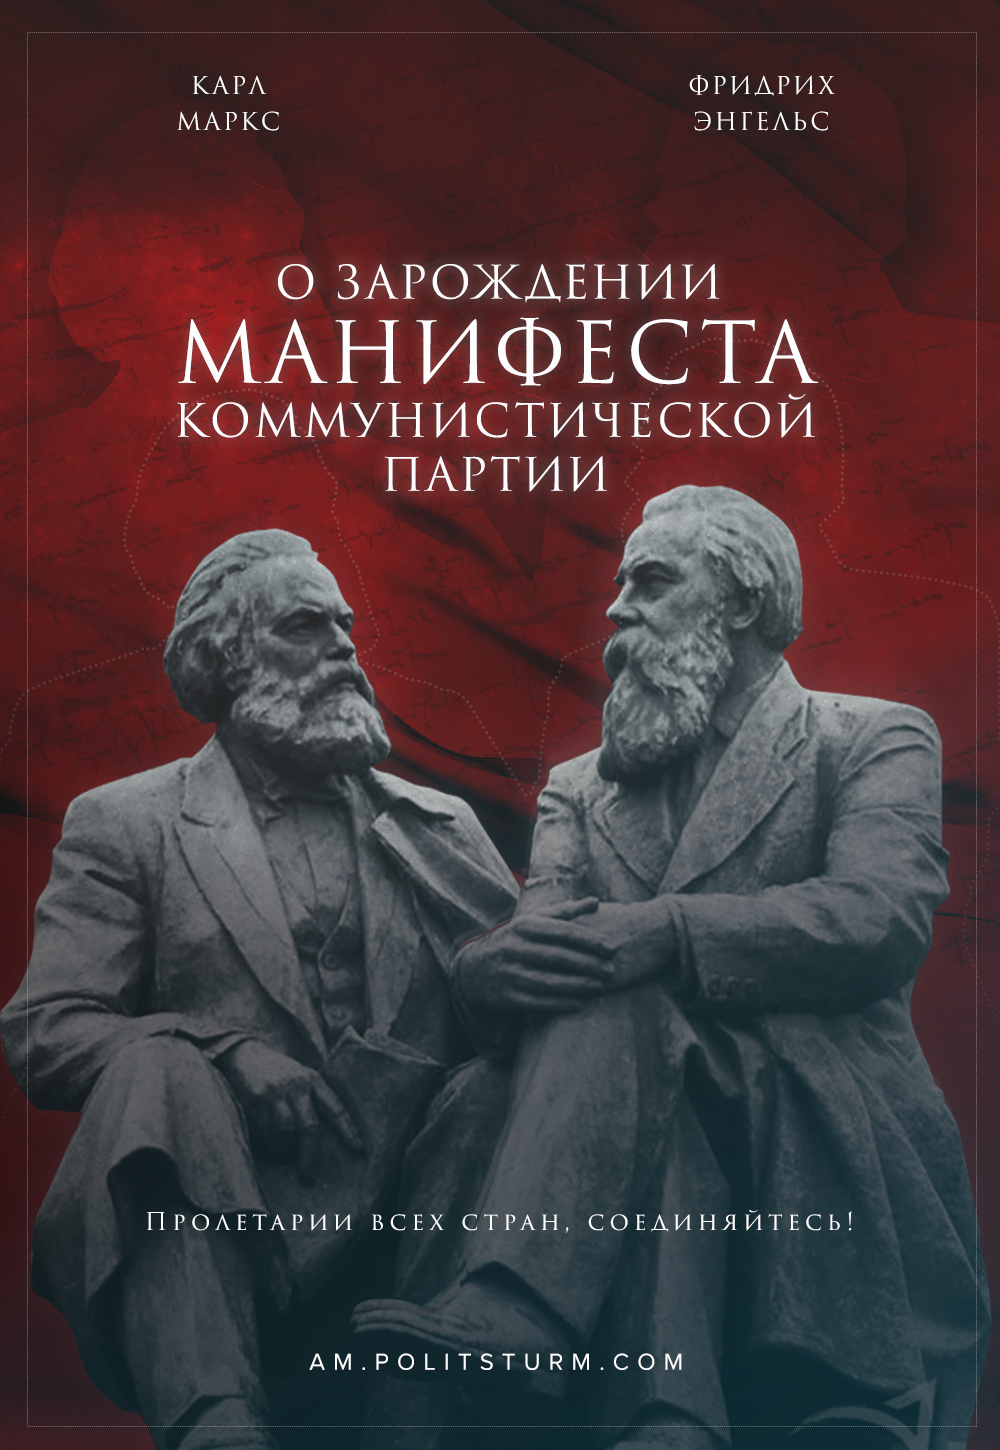 КАРЛ
МАРКС
ФРИДРИХ
ЭНГЕЛЬС
О ЗАРОЖДЕНИИ
МАНИФЕСТА
КОММУНИСТИЧЕСКОЙ
ПАРТИИ
Пролетарии всех стран, соединяйтесь!
AM.POLITSTURM.COM